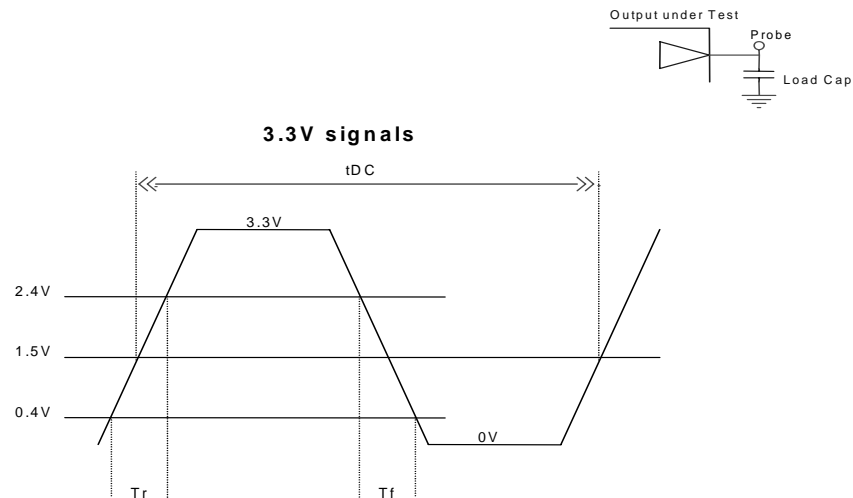 Output under Test
Probe
Load Cap
3.3V signals
tDC
3.3V
2.4V
1.5V
0.4V
0V
Tr
Tf